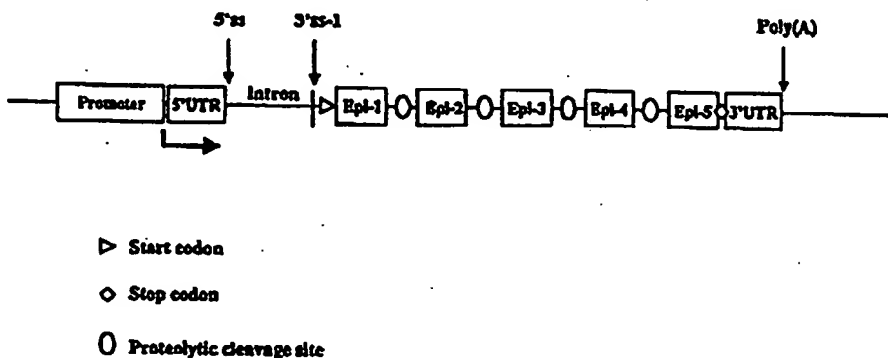 5'ss 3'ss-1 Poly(A)
Promoter 5'UTR Intron Epi-1 Epi-2 Epi-3 Epi-4 Epi-5 3'UTR
Start codon
Stop codon
Proteolytic cleavage site